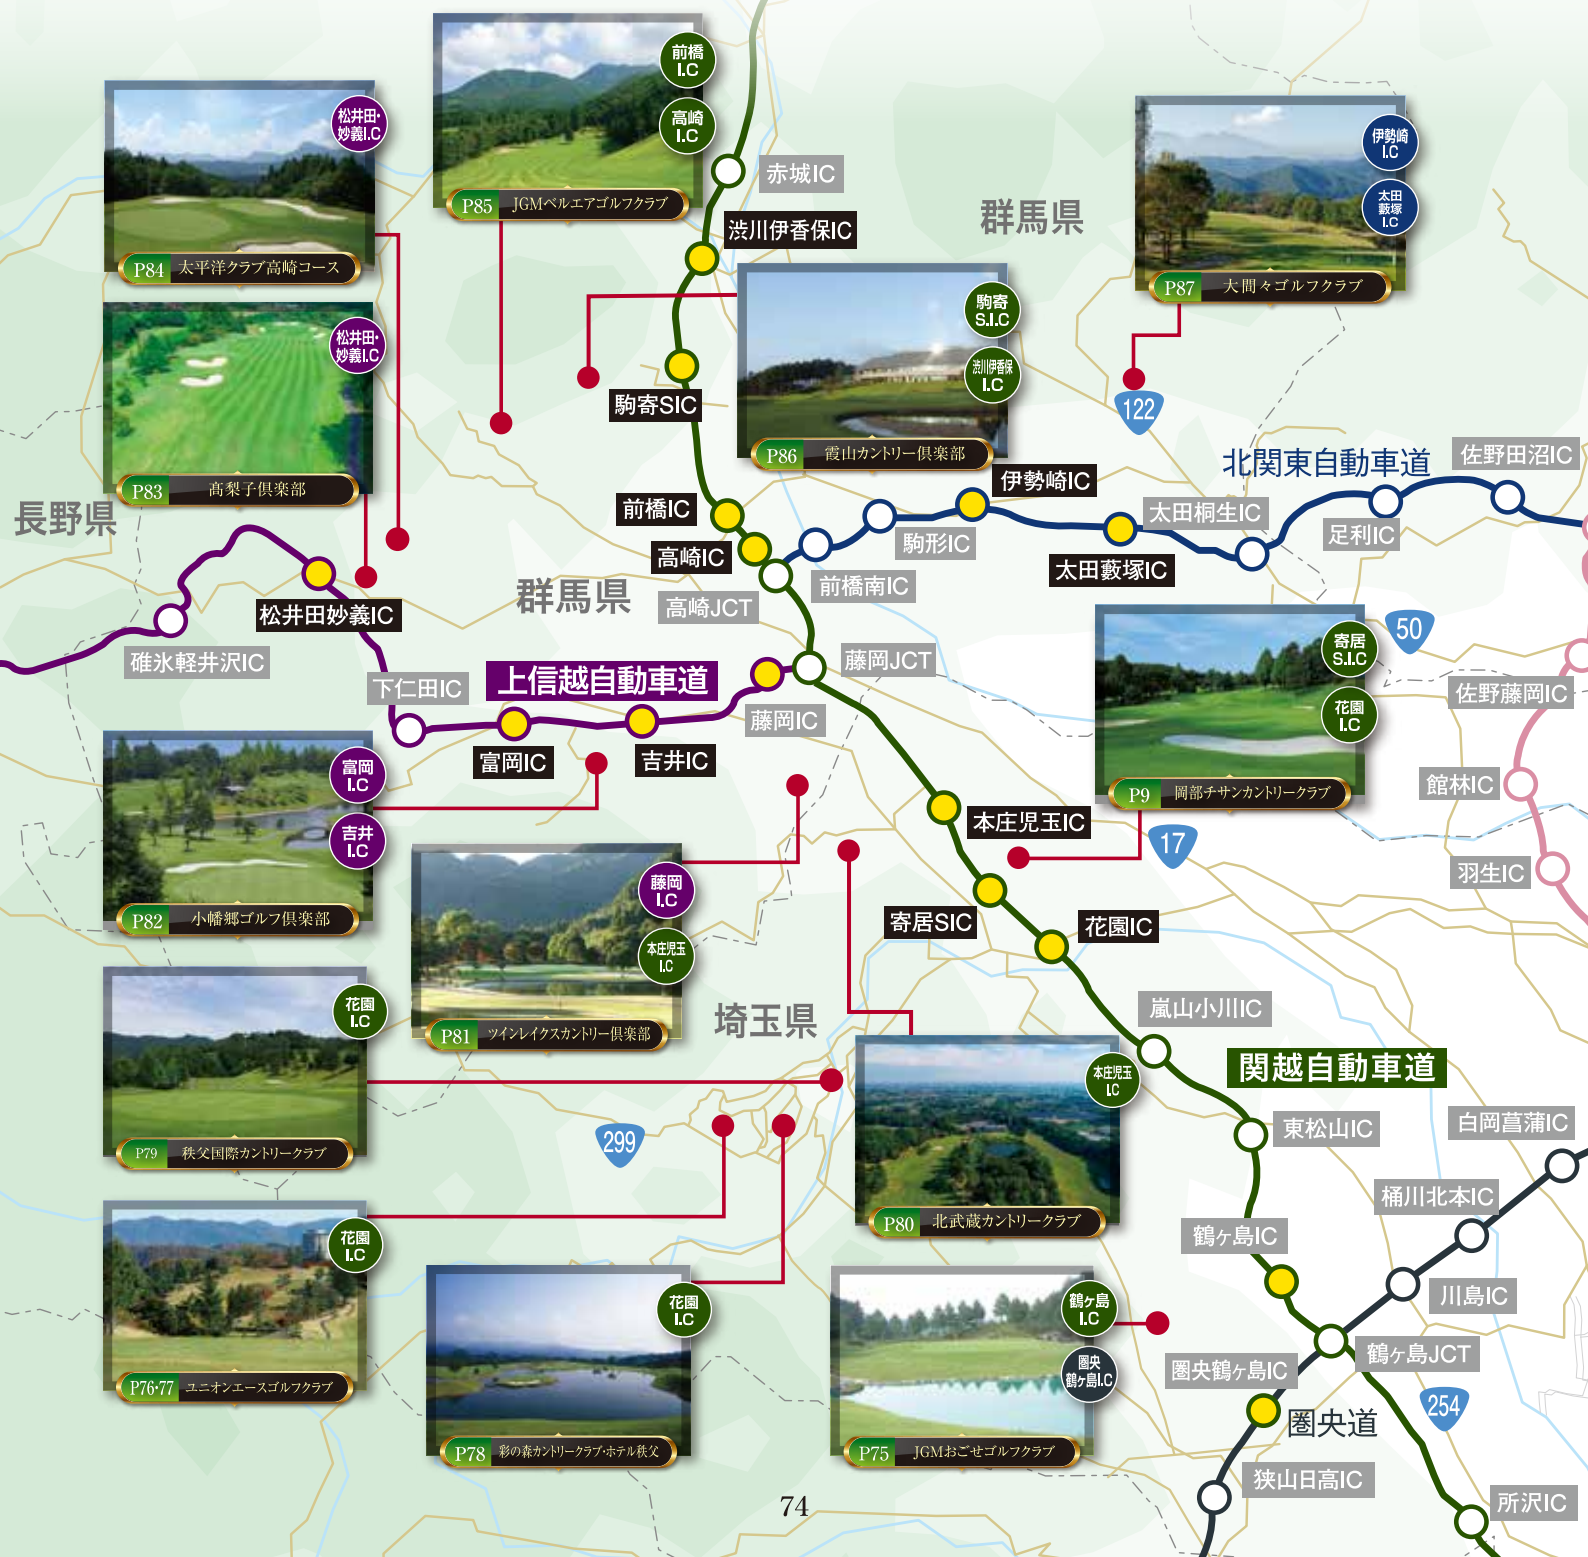 前橋
I.C
高崎
I.C
P85 JGMベルエアゴルフクラブ
松井田・
妙義I.C
P84 太平洋クラブ高崎コース
赤城IC
渋川伊香保IC
群馬県
伊勢崎
I.C
太田
藪塚
I.C
P87 大間々ゴルフクラブ
駒寄
S.I.C
渋川伊香保
I.C
P86 霞山カントリー倶楽部
松井田・
妙義I.C
P83 髙梨子倶楽部
駒寄SIC
122
北関東自動車道
佐野田沼IC
伊勢崎IC
太田桐生IC
足利IC
長野県
前橋IC
高崎IC
駒形IC
太田藪塚IC
前橋南IC
高崎JCT
群馬県
松井田妙義IC
碓氷軽井沢IC
下仁田IC
上信越自動車道
藤岡JCT
藤岡IC
富岡IC
吉井IC
寄居
S.I.C
花園
I.C
P9 岡部チサンカントリークラブ
50
佐野藤岡IC
館林IC
羽生IC
17
富岡
I.C
吉井
I.C
P82 小幡郷ゴルフ倶楽部
本庄児玉IC
寄居SIC
花園IC
藤岡
I.C
本庄児玉
I.C
P81 ツインレイクスカントリー倶楽部
埼玉県
嵐山小川IC
関越自動車道
花園
I.C
P79 秩父国際カントリークラブ
299
本庄児玉
I.C
P80 北武蔵カントリークラブ
東松山IC
白岡菖蒲IC
桶川北本IC
鶴ヶ島IC
川島IC
花園
I.C
P76・77 ユニオンエースゴルフクラブ
花園
I.C
P78 彩の森カントリークラブ・ホテル秩父
鶴ヶ島
I.C
圏央
鶴ヶ島I.C
P75 JGMおごせゴルフクラブ
圏央鶴ヶ島IC
鶴ヶ島JCT
254
圏央道
狭山日高IC
所沢IC
74